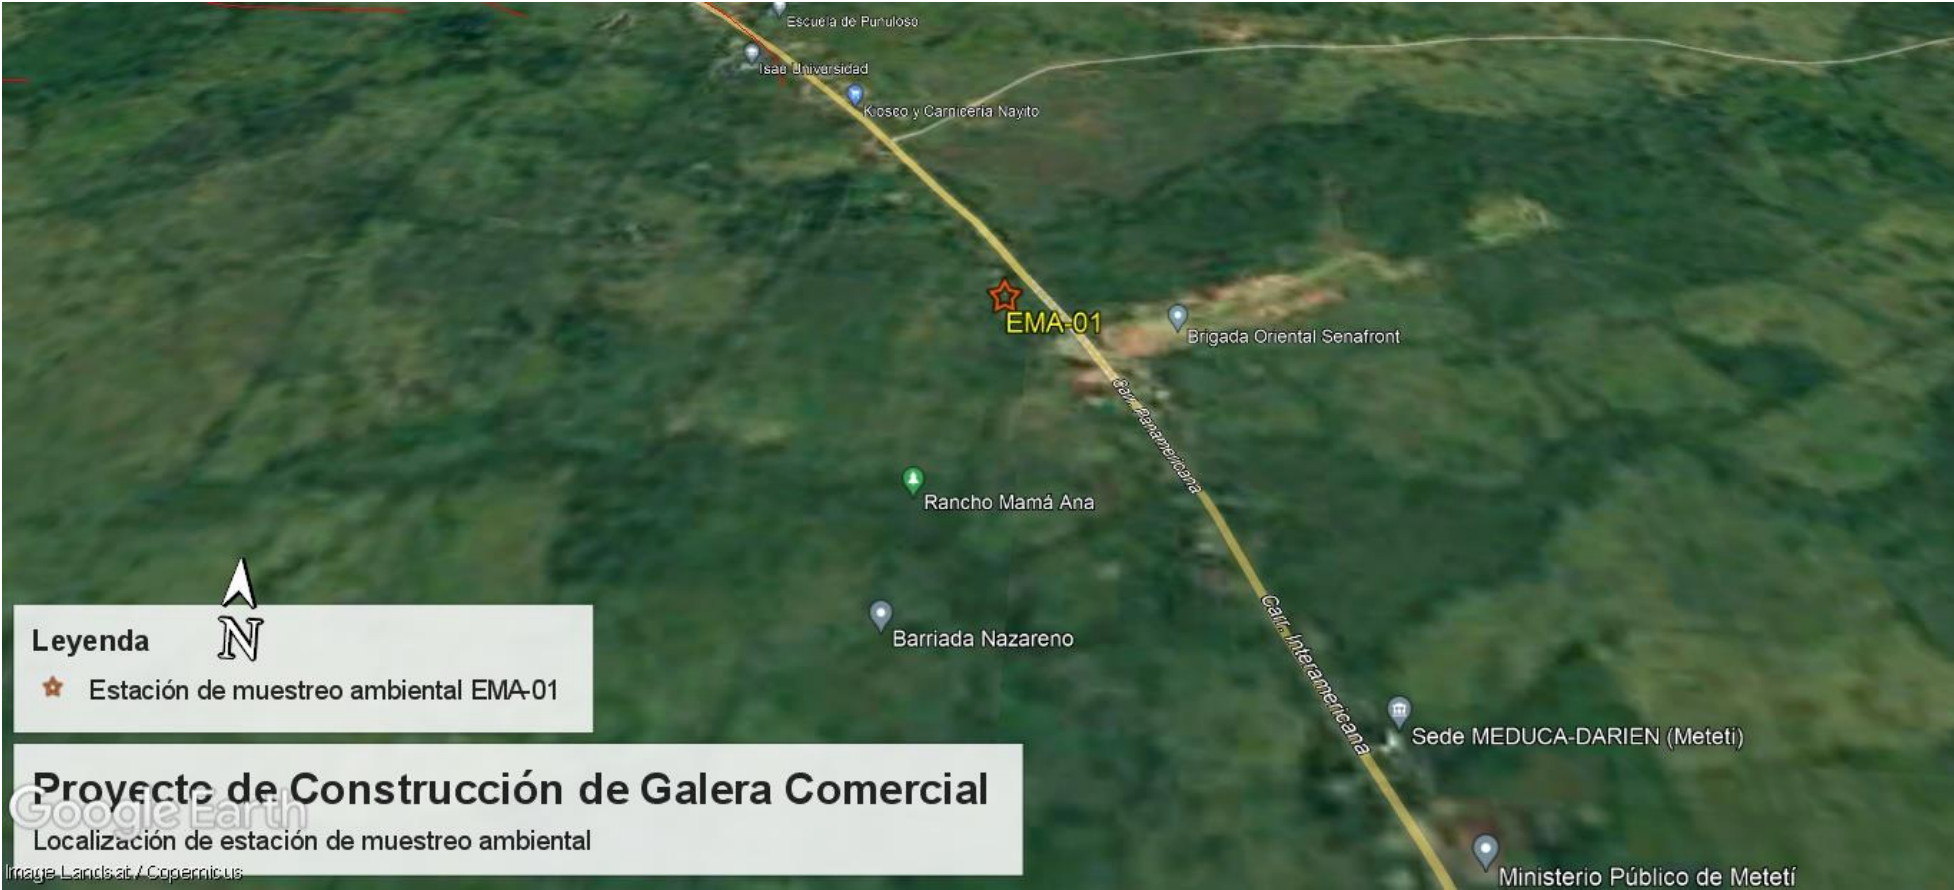 Escuela de Punuloso
Isae Universidad
Kiosco y Carnicería Nayito
EMA-01
Brigada Oriental Senafront
Carr. Panamericana
Rancho Mamá Ana
Carr. Interamericana
Barriada Nazareno
N
Leyenda
Estación de muestreo ambiental EMA-01
Sede MEDUCA-DARIEN (Meteti)
Proyecto de Construcción de Galera Comercial
Google Earth
Localización de estación de muestreo ambiental
Image Landsat / Copernicus
Ministerio Público de Metetí